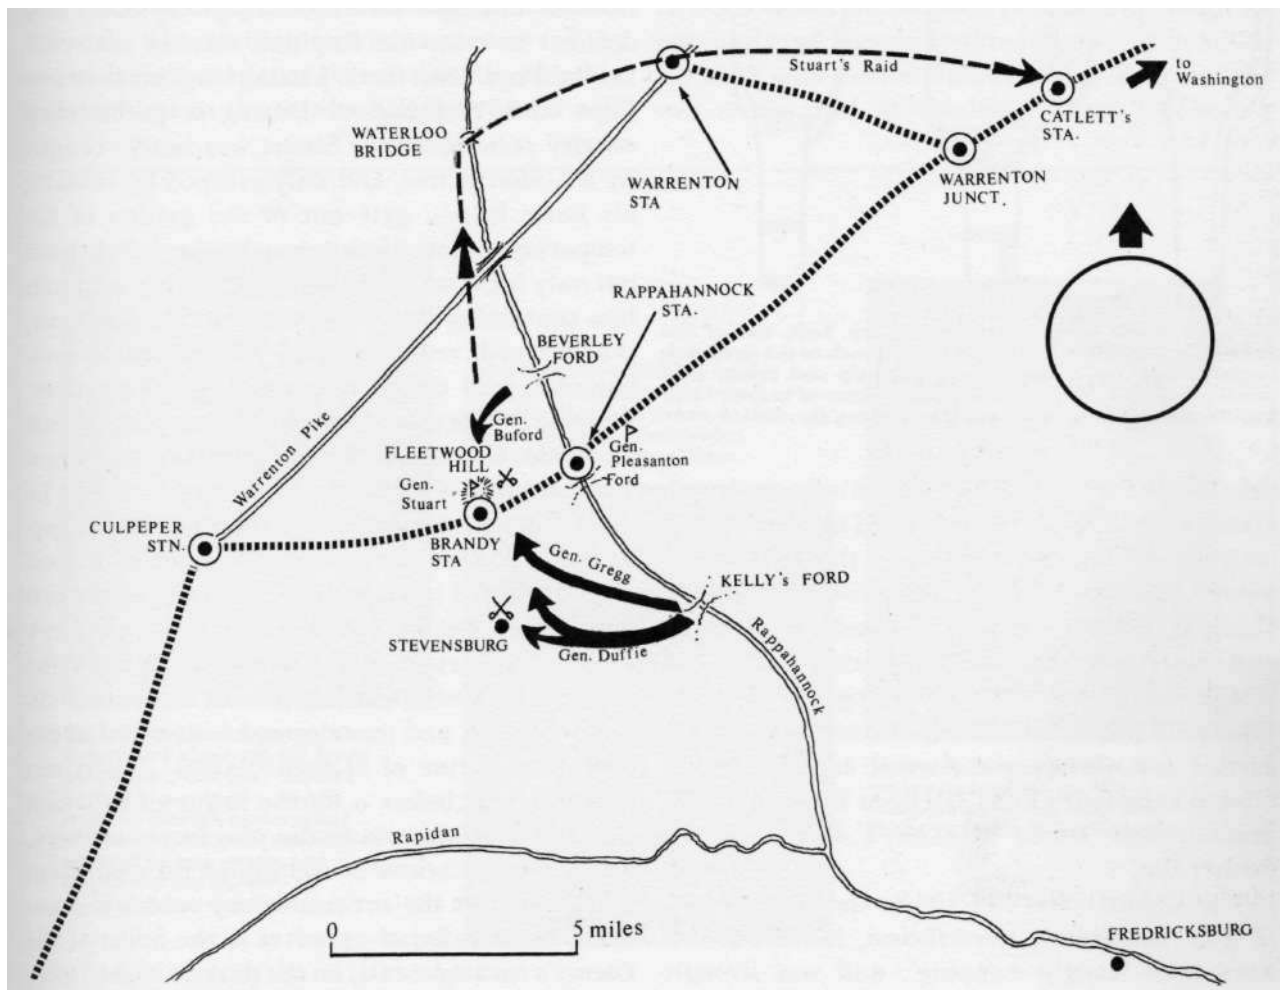 Stuart's Raid
to
Washington
CATLETT's
STA.
WATERLOO
BRIDGE
WARRENTON
STA
WARRENTON
JUNCT.
RAPPAHANNOCK
STA.
BEVERLEY
FORD
Gen.
Buford
Warrenton Pike
FLEETWOOD
HILL
Gen.
Stuart
Gen.
Pleasanton
Ford
CULPEPER
STN.
BRANDY
STA
Gen. Gregg
KELLY's FORD
STEVENSBURG
Gen. Duffie
Rappahannock
Rapidan
0
5 miles
FREDRICKSBURG